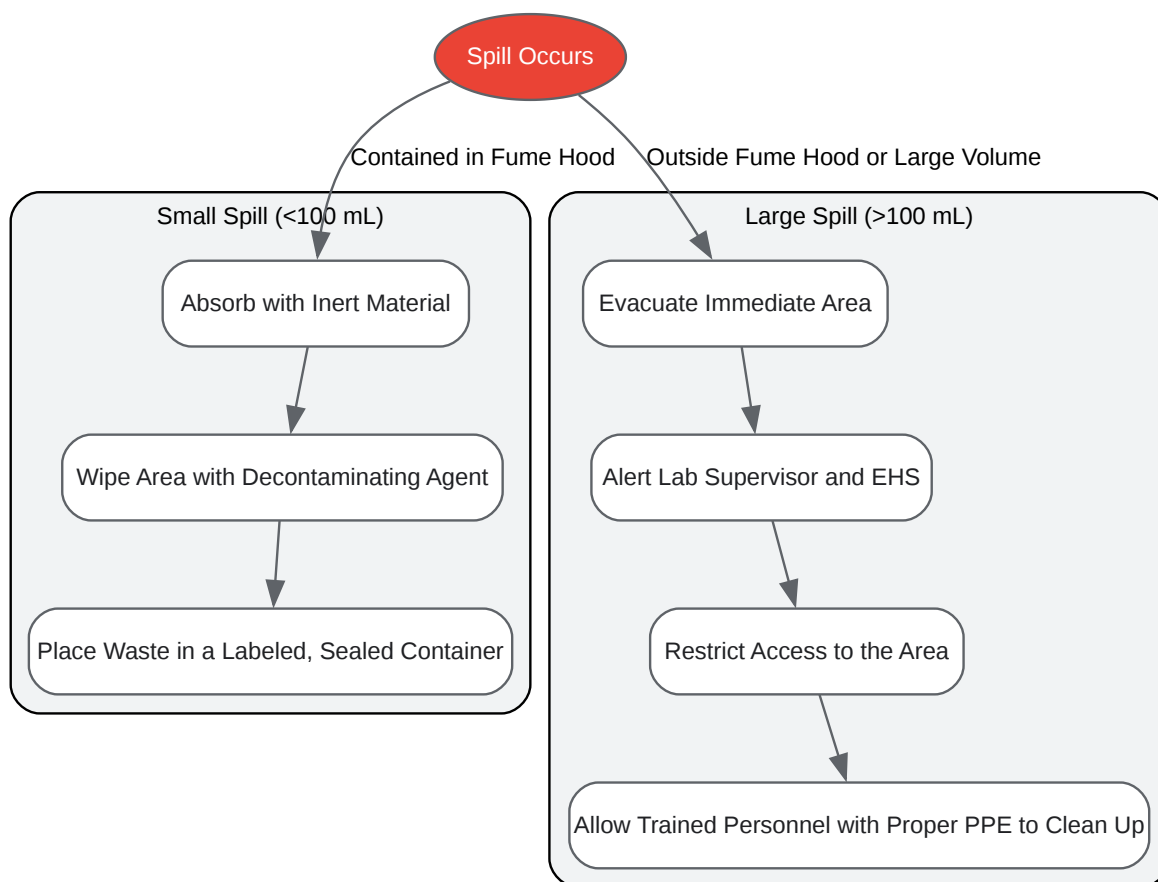 Spill Occurs
Contained in Fume Hood
Outside Fume Hood or Large Volume
Small Spill (<100 mL)
Large Spill (>100 mL)
Absorb with Inert Material
Evacuate Immediate Area
Wipe Area with Decontaminating Agent
Alert Lab Supervisor and EHS
Place Waste in a Labeled, Sealed Container
Restrict Access to the Area
Allow Trained Personnel with Proper PPE to Clean Up